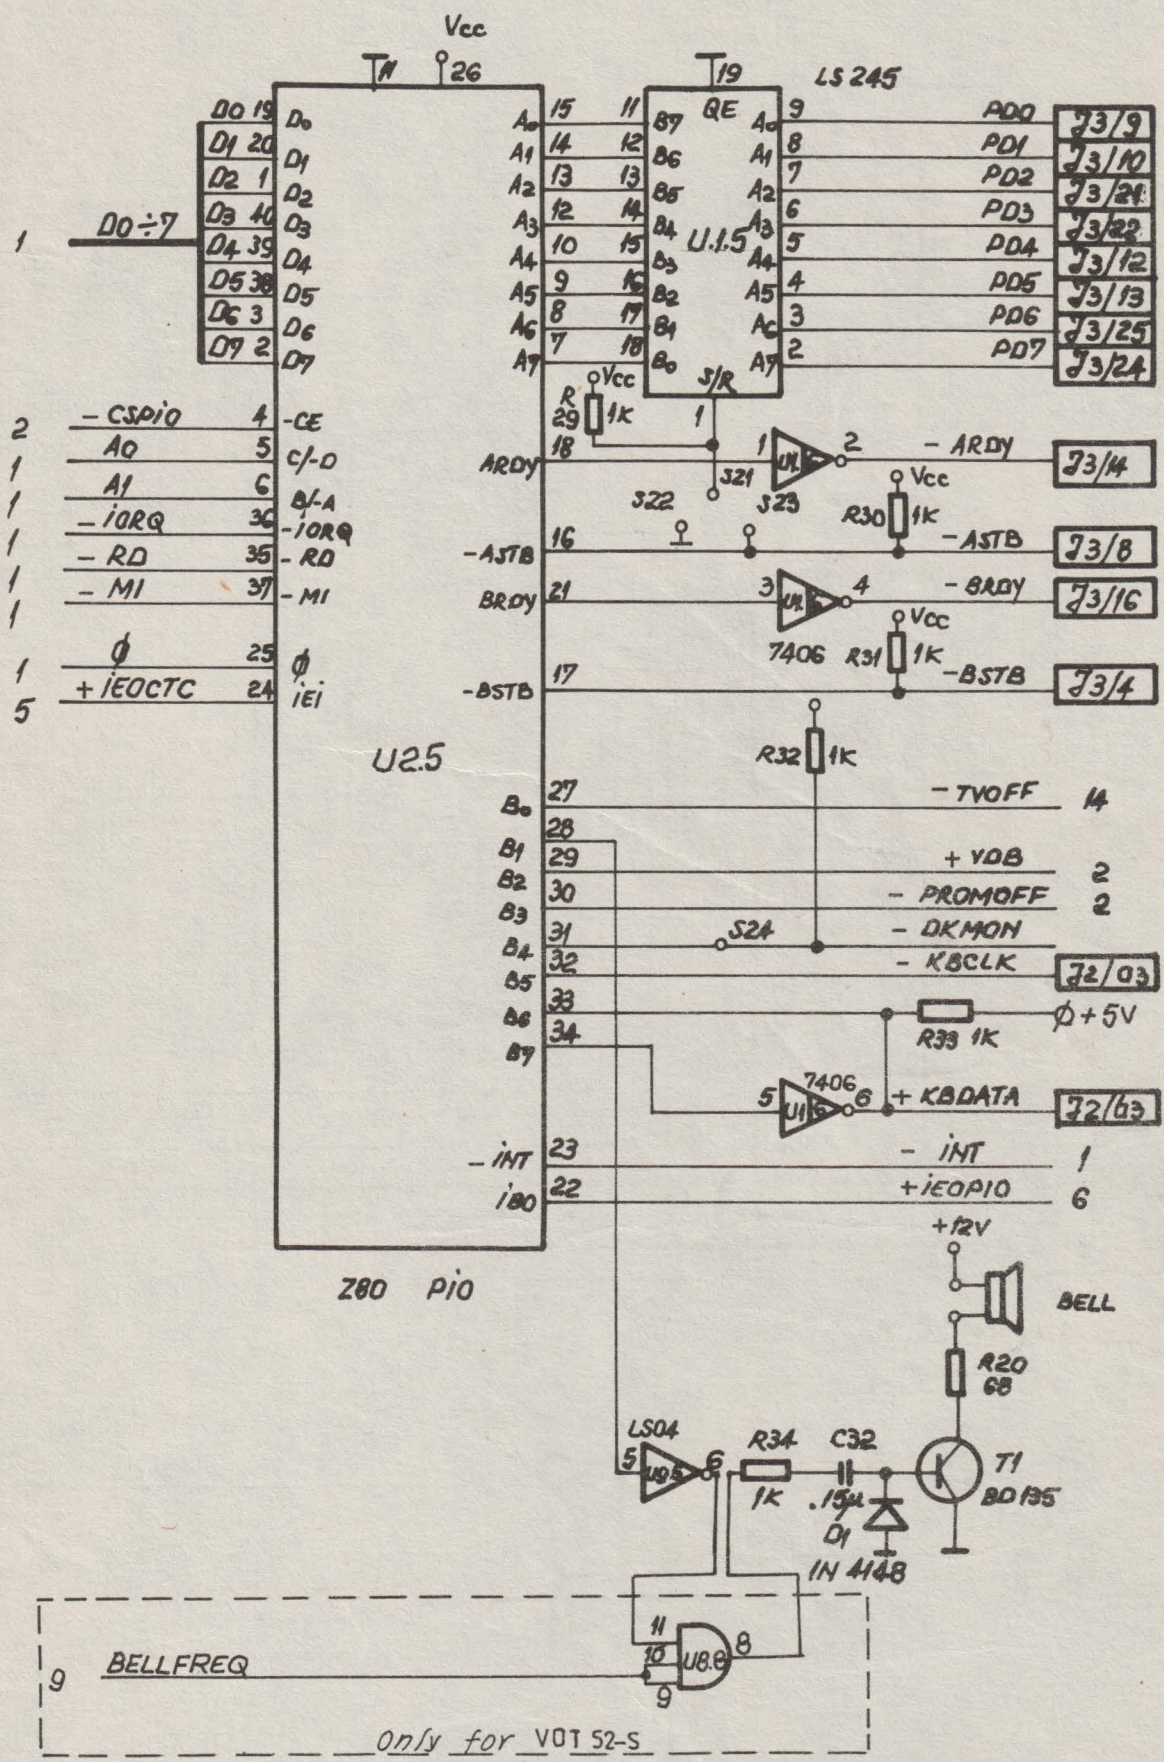 Vcc
11
26
19
LS 245
D0 19 D0 A0 15 11 B7 QE A0 9 PD0 J3/9
D1 20 D1 A1 14 12 B6 A1 8 PD1 J3/10
D2 1 D2 A2 13 13 B5 A2 7 PD2 J3/21
D3 40 D3 A3 12 14 B4 A3 6 PD3 J3/22
1 D0÷7 U1.5
D4 39 D4 A4 10 15 B3 A4 5 PD4 J3/12
D5 38 D5 A5 9 16 B2 A5 4 PD5 J3/13
D6 3 D6 A6 8 17 B1 A6 3 PD6 J3/25
D7 2 D7 A7 7 18 B0 A7 2 PD7 J3/24
Vcc S/R
R 29 1K 1
2 - CSPiO 4 -CE
1 A0 5 C/-D ARDY 18 1 2 - ARDY J3/14
1 A1 6 B/-A
S21 S22 S23 Vcc
R30 1K
1 - iORQ 36 -iORQ
1 - RD 35 - RD -ASTB 16 -ASTB J3/8
1 - M1 37 - M1 BRDY 21 3 4 -BRDY J3/16
7406 Vcc
R31 1K
1 ϕ 25 ϕ
5 + iEOCTC 24 iEi -BSTB 17 -BSTB J3/4
U2.5
R32 1K
B0 27 - TVOFF 14
B1 28
B2 29 + VDB 2
B3 30 - PROMOFF 2
B4 31 S24 - DKMON
B5 32 - KBCLK J2/a3
B6 33 ϕ+5V
R33 1K
B7 34
7406
5 U1 6 6 + KBDATA J2/b3
- iNT 23 - iNT 1
iEO 22 +iEOPIO 6
+12V
Z80 PiO
BELL
R20
68
LS04
5 U9.5 6 R34 C32 T1
1K .15µ BD 135
D1
1N 4148
11
10 U8.8 8
9
9 BELLFREQ
only for VDT 52-S